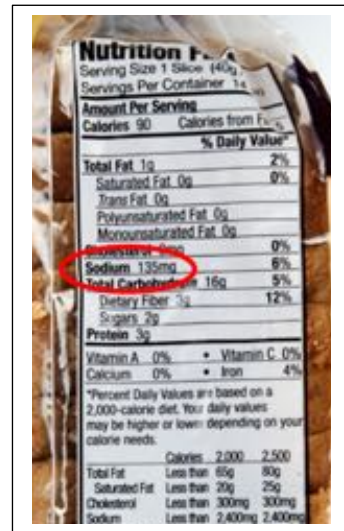 Nutrition
Serving Size 1 Slice (40g
Servings Per Container
Amount Per Serving
Calories 90 Calories from
% Daily Value*
Total Fat 1g 2%
Saturated Fat 0g 0%
Trans Fat 0g
Polyunsaturated Fat 0g
Monounsaturated Fat 0g
Cholesterol 0mg 0%
Sodium 135mg 6%
Total Carbohydrate 16g 5%
Dietary Fiber 3g 12%
Sugars 2g
Protein 3g
Vitamin A 0% • Vitamin C 0%
Calcium 0% • Iron 4%
*Percent Daily Values are based on a
2,000-calorie diet. Your daily values
may be higher or lower depending on your
calorie needs.
Calories 2,000 2,500
Total Fat Less than 65g 80g
Saturated Fat Less than 20g 25g
Cholesterol Less than 300mg 300mg
Sodium Less than 2,400mg 2,400mg